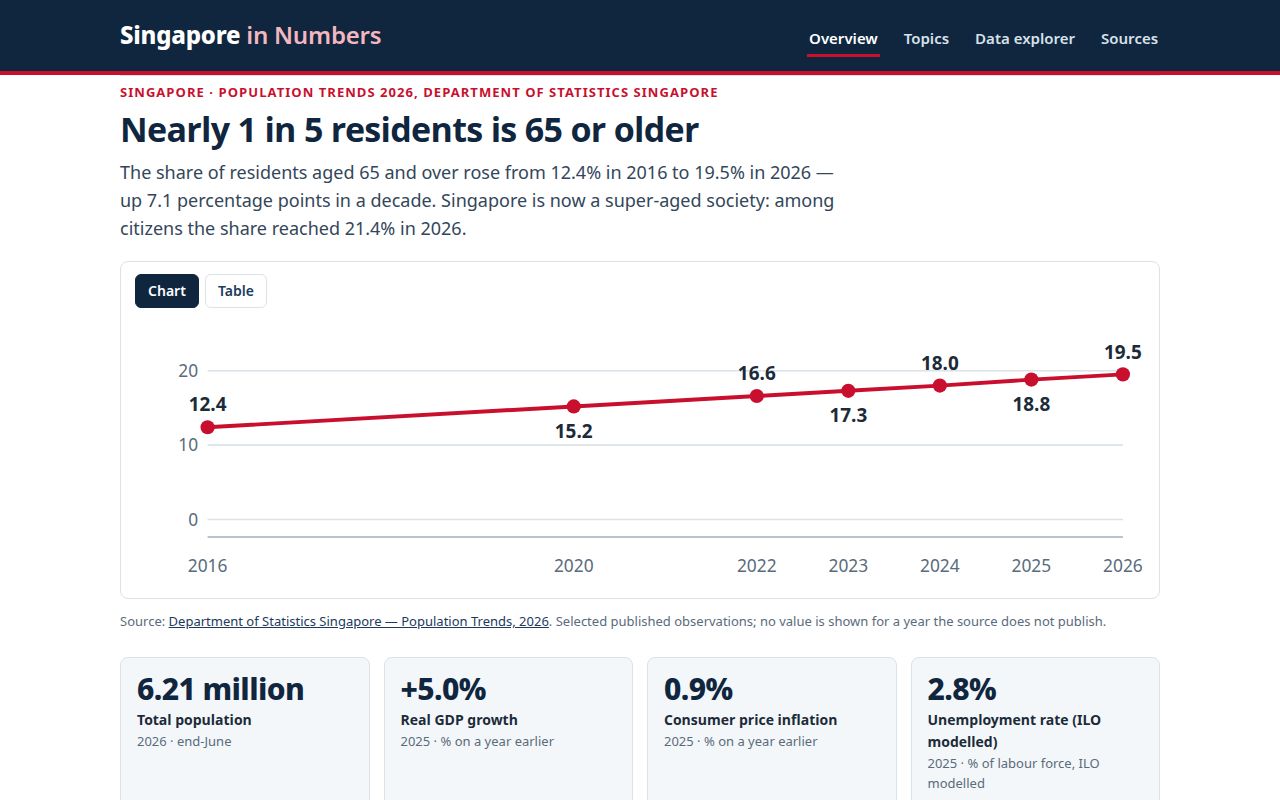 Singapore in Numbers
Overview Topics Data explorer Sources
SINGAPORE · POPULATION TRENDS 2026, DEPARTMENT OF STATISTICS SINGAPORE
Nearly 1 in 5 residents is 65 or older
The share of residents aged 65 and over rose from 12.4% in 2016 to 19.5% in 2026 —
up 7.1 percentage points in a decade. Singapore is now a super-aged society: among
citizens the share reached 21.4% in 2026.
Chart Table
20
10
0
12.4
15.2
16.6
17.3
18.0
18.8
19.5
2016 2020 2022 2023 2024 2025 2026
Source: Department of Statistics Singapore — Population Trends, 2026. Selected published observations; no value is shown for a year the source does not publish.
6.21 million
Total population
2026 · end-June
+5.0%
Real GDP growth
2025 · % on a year earlier
0.9%
Consumer price inflation
2025 · % on a year earlier
2.8%
Unemployment rate (ILO
modelled)
2025 · % of labour force, ILO
modelled